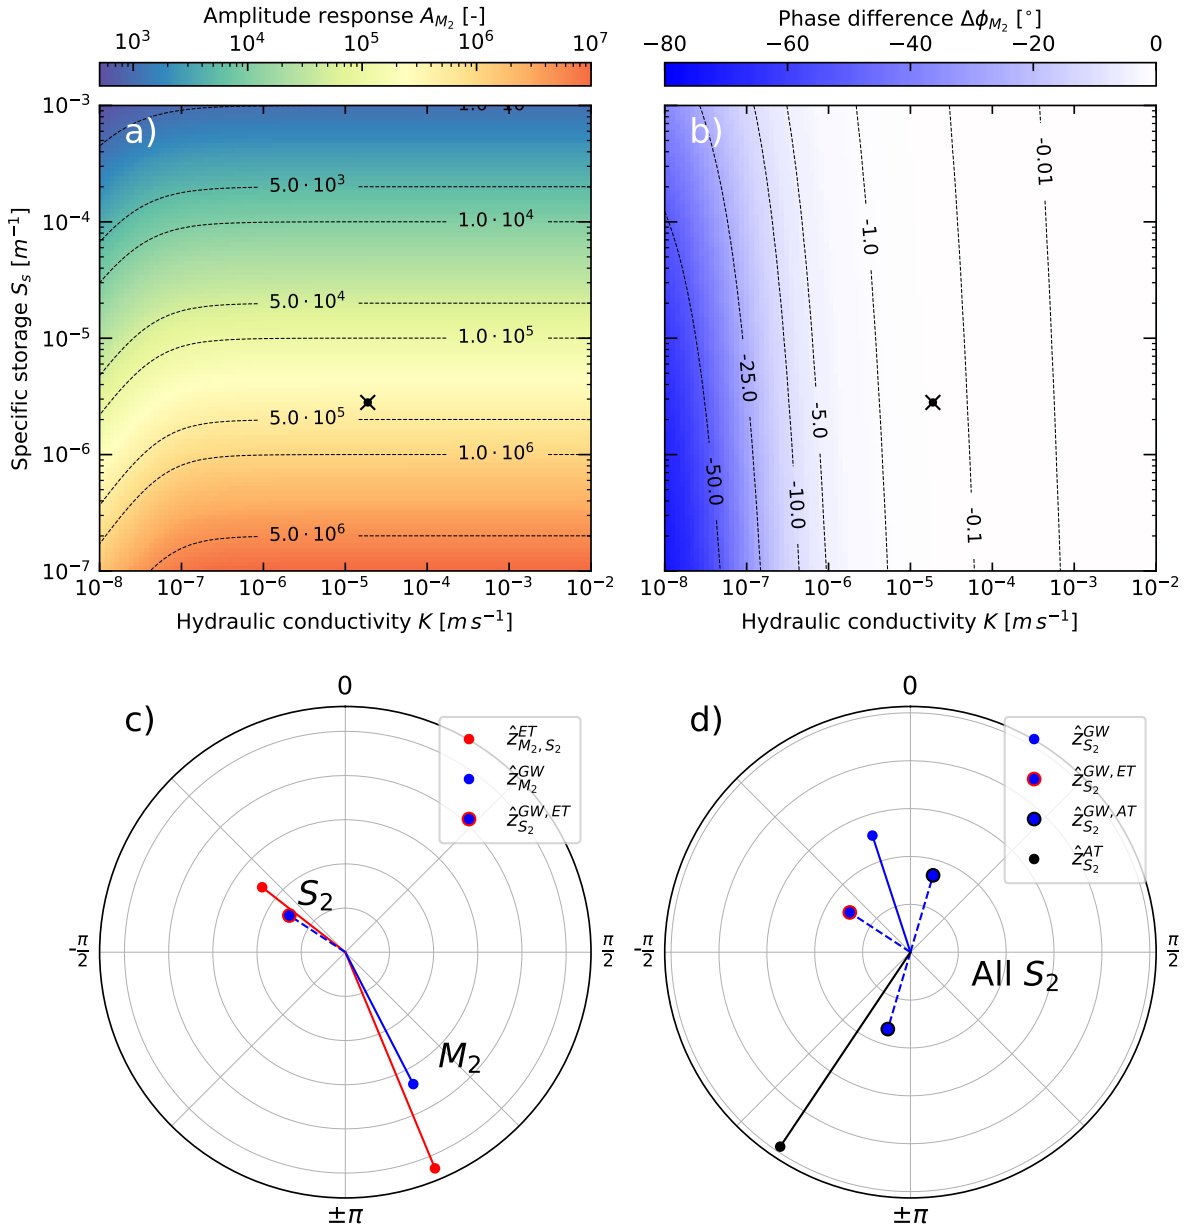 Amplitude response A_{M_2} [-]
10^3 10^4 10^5 10^6 10^7
a)
5.0 · 10^3
1.0 · 10^4
5.0 · 10^4
1.0 · 10^5
5.0 · 10^5
1.0 · 10^6
5.0 · 10^6
Specific storage S_s [m^{-1}]
10^{-3}
10^{-4}
10^{-5}
10^{-6}
10^{-7}
10^{-8} 10^{-7} 10^{-6} 10^{-5} 10^{-4} 10^{-3} 10^{-2}
Hydraulic conductivity K [m s^{-1}]
Phase difference Δϕ_{M_2} [°]
−80 −60 −40 −20 0
b)
-50.0
-25.0
-10.0
-5.0
-1.0
-0.1
-0.01
10^{-8} 10^{-7} 10^{-6} 10^{-5} 10^{-4} 10^{-3} 10^{-2}
Hydraulic conductivity K [m s^{-1}]
c)
0
ẑ^{ET}_{M_2, S_2}
ẑ^{GW}_{M_2}
ẑ^{GW, ET}_{S_2}
S_2
-π/2
π/2
M_2
±π
d)
0
ẑ^{GW}_{S_2}
ẑ^{GW, ET}_{S_2}
ẑ^{GW, AT}_{S_2}
ẑ^{AT}_{S_2}
-π/2
π/2
All S_2
±π